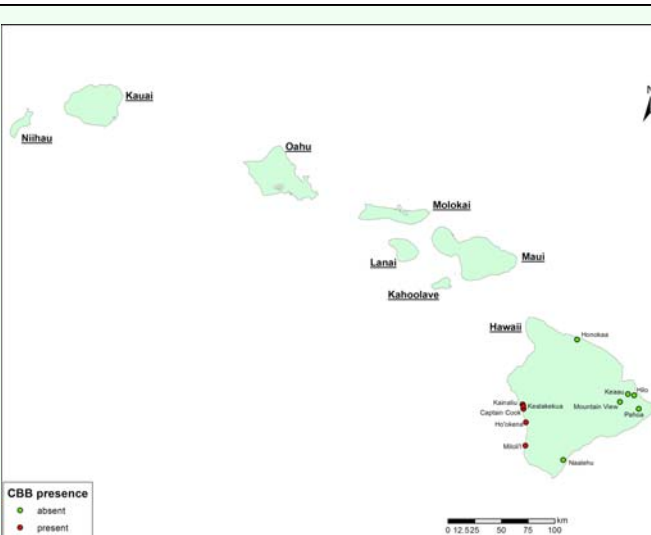 N
Kauai
Niihau
Oahu
Molokai
Lanai
Maui
Kahoolave
Hawaii
Honokaa
Keaau
Hilo
Kainaliu
Kealakekua
Mountain View
Captain Cook
Pahoa
Ho'okena
Naalehu
CBB presence
absent
present
km
0 12.525 50 75 100